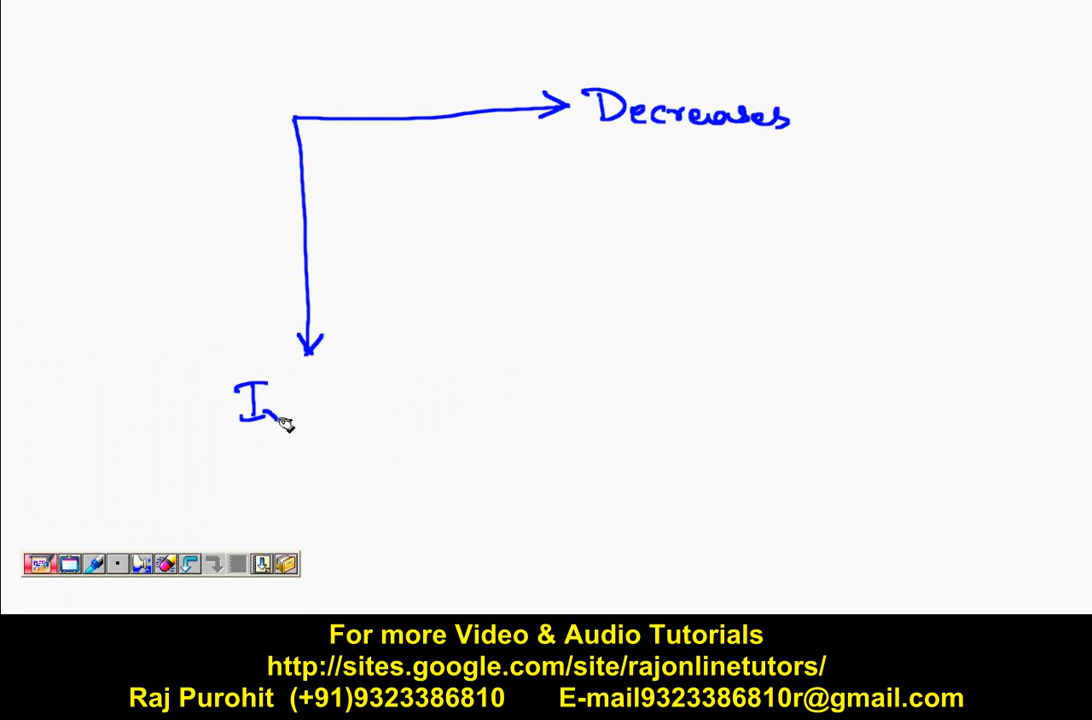 Decreases
I
For more Video & Audio Tutorials
http://sites.google.com/site/rajonlinetutors/
Raj Purohit (+91)9323386810 E-mail9323386810r@gmail.com